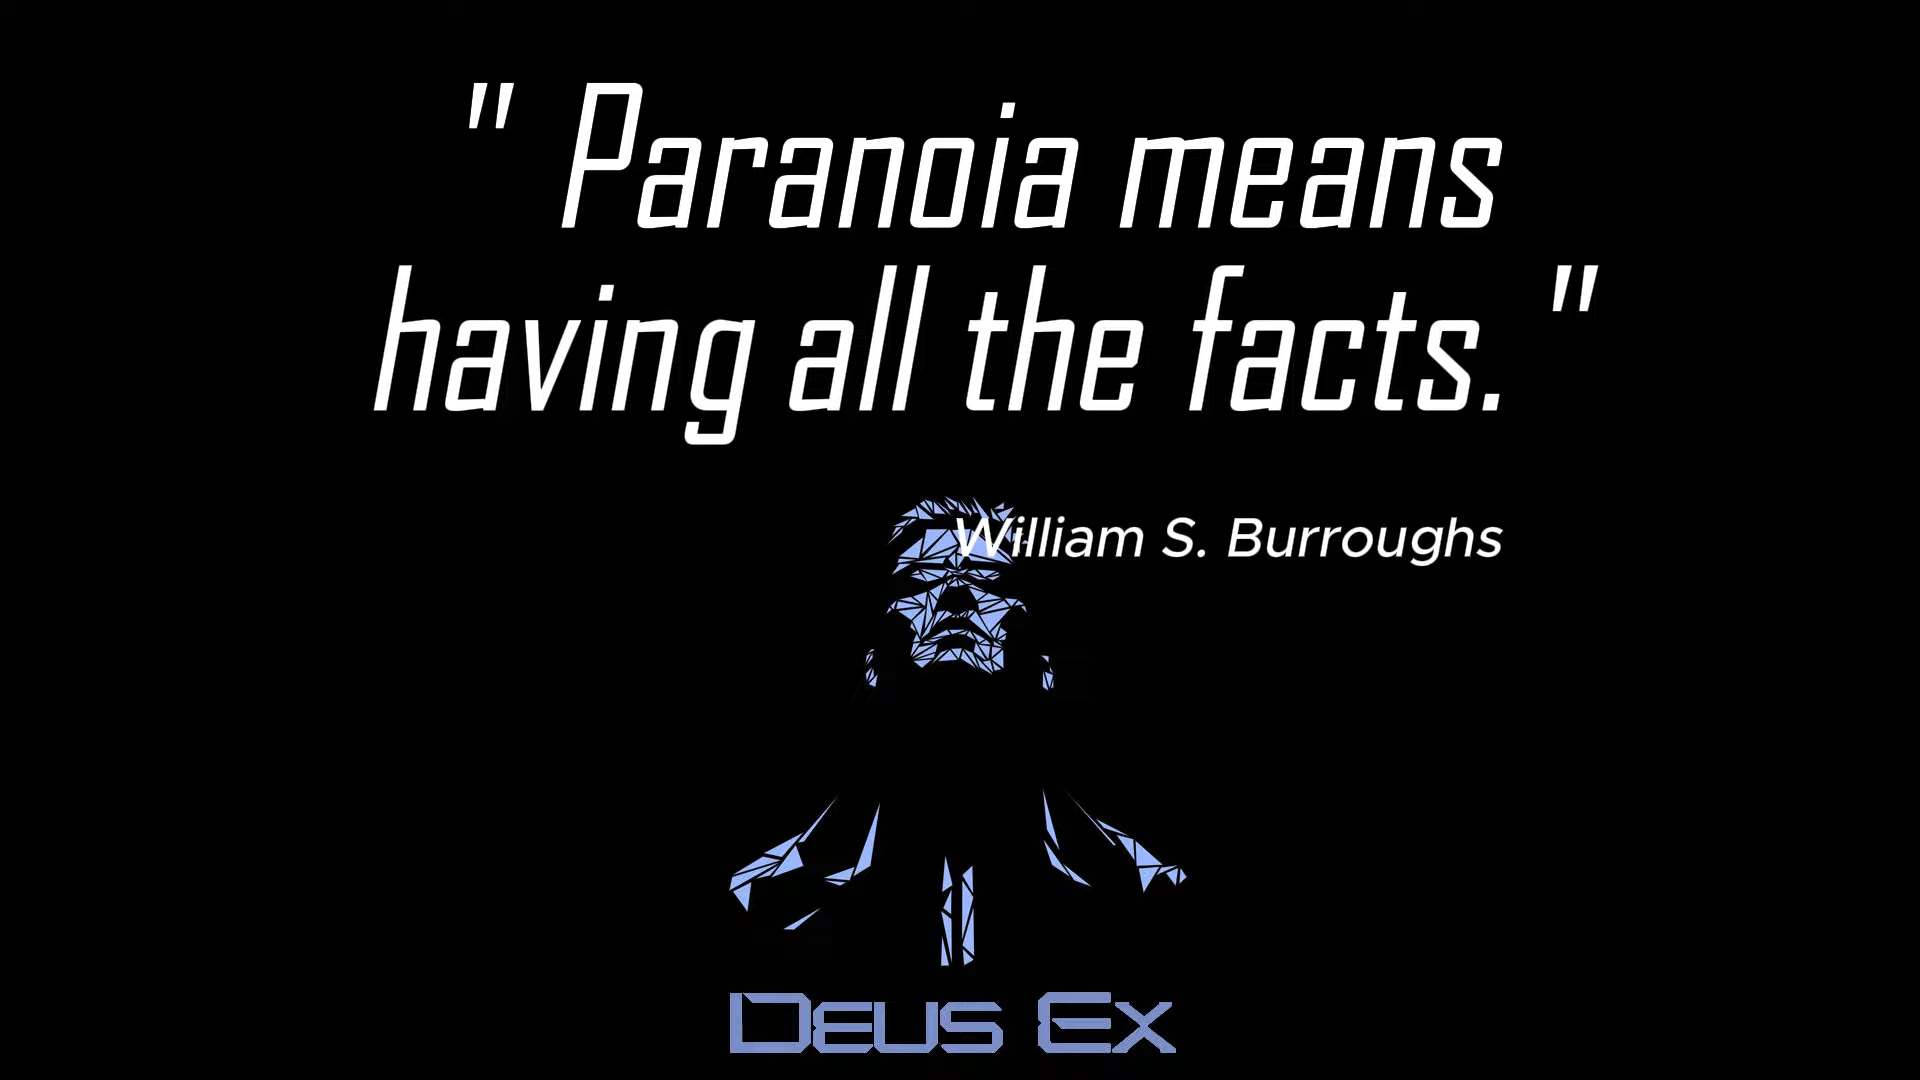 " Paranoia means
having all the facts. "
William S. Burroughs
Deus Ex